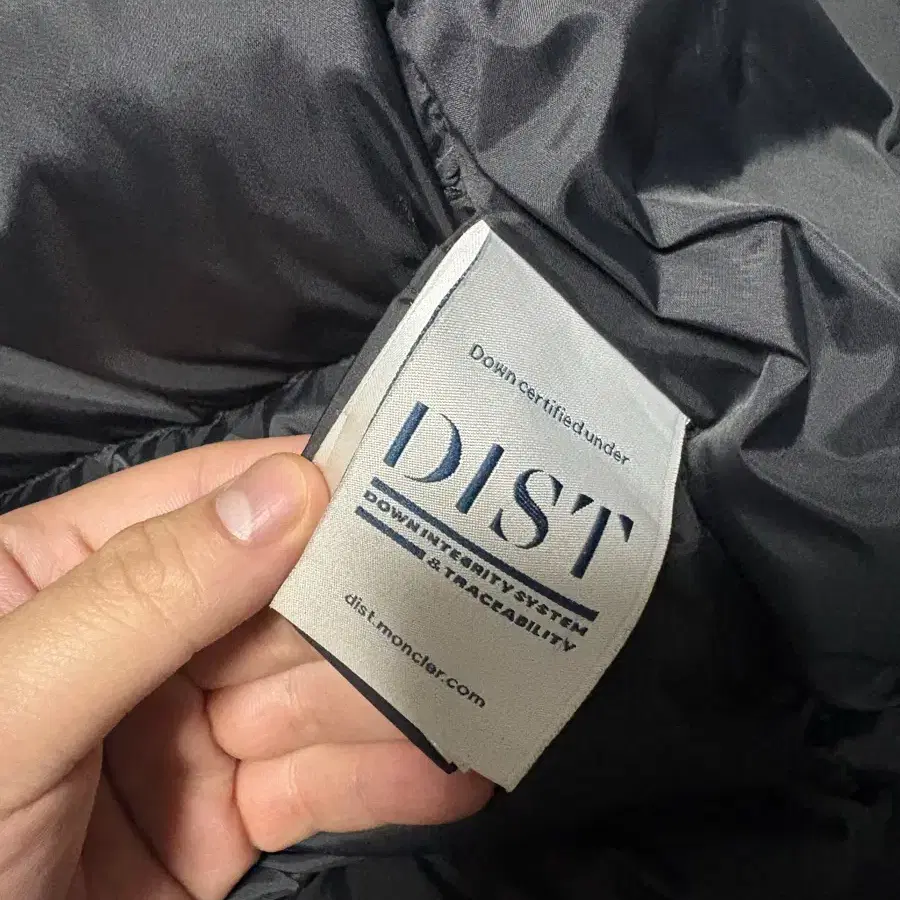 Down certified under
DIST
DOWN INTEGRITY SYSTEM
& TRACEABILITY
dist.moncler.com